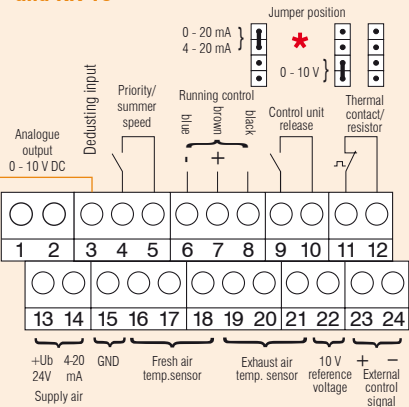 Jumper position
0 - 20 mA }
4 - 20 mA
*
0 - 10 V }
Dedusting input
Priority/
summer
speed
Running control
blue
brown
black
- + 
Control unit
release
Thermal
contact/
resistor
Analogue
output
0 - 10 V DC
1 2 3 4 5 6 7 8 9 10 11 12
13 14 15 16 17 18 19 20 21 22 23 24
+Ub
24V
4-20
mA
Supply air
GND
Fresh air
temp.sensor
Exhaust air
temp. sensor
10 V
reference
voltage
+ −
External
control
signal